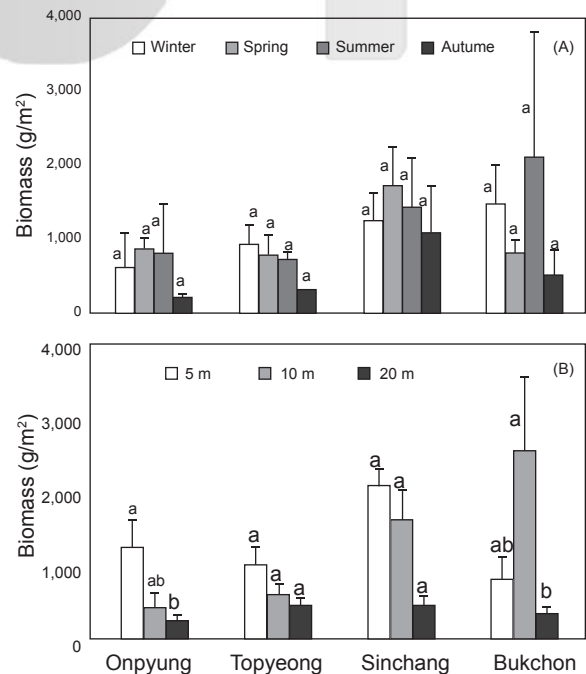 4,000
3,000
2,000
1,000
0
Biomass (g/m²)
Winter Spring Summer Autume (A)
a a a a a a a a a a a a a a a a
4,000
3,000
2,000
1,000
0
Biomass (g/m²)
5 m 10 m 20 m (B)
a ab b a a a a a a ab a b
Onpyung Topyeong Sinchang Bukchon